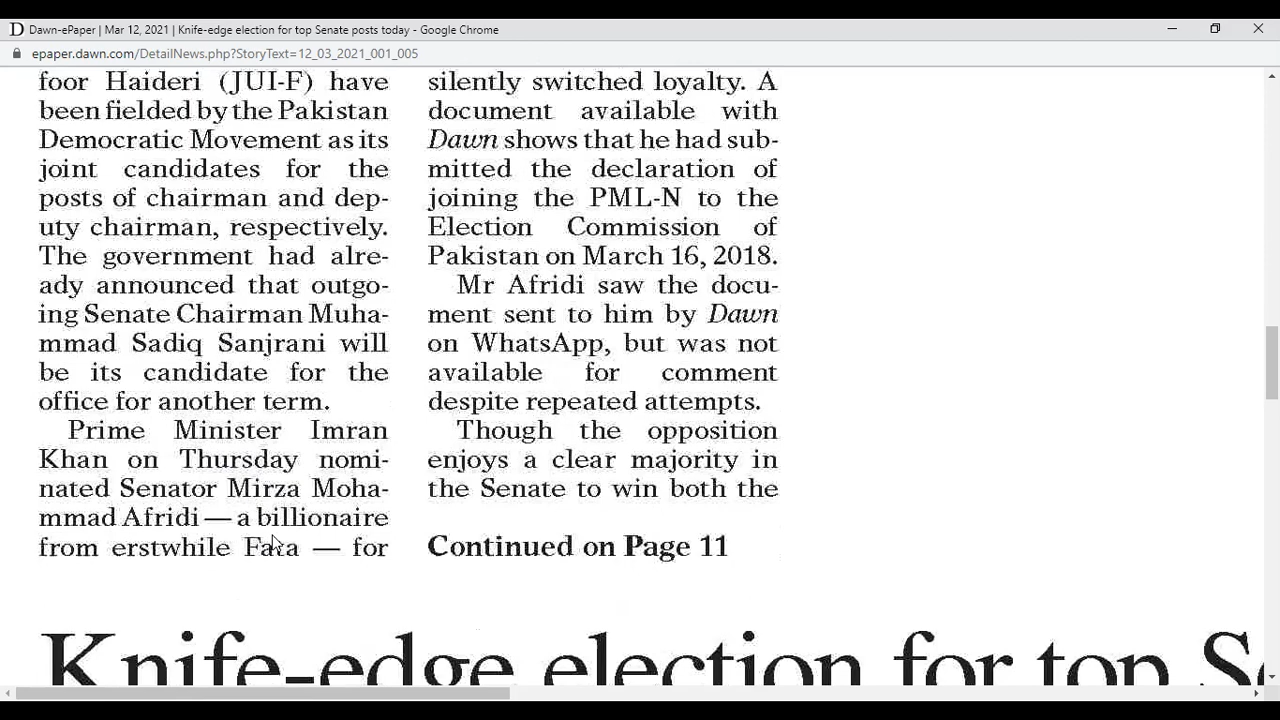 Dawn-ePaper | Mar 12, 2021 | Knife-edge election for top Senate posts today - Google Chrome
epaper.dawn.com/DetailNews.php?StoryText=12_03_2021_001_005
foor Haideri (JUI-F) have
been fielded by the Pakistan
Democratic Movement as its
joint candidates for the
posts of chairman and dep-
uty chairman, respectively.
The government had alre-
ady announced that outgo-
ing Senate Chairman Muha-
mmad Sadiq Sanjrani will
be its candidate for the
office for another term.
Prime Minister Imran
Khan on Thursday nomi-
nated Senator Mirza Moha-
mmad Afridi — a billionaire
from erstwhile Fata — for
silently switched loyalty. A
document available with
Dawn shows that he had sub-
mitted the declaration of
joining the PML-N to the
Election Commission of
Pakistan on March 16, 2018.
Mr Afridi saw the docu-
ment sent to him by Dawn
on WhatsApp, but was not
available for comment
despite repeated attempts.
Though the opposition
enjoys a clear majority in
the Senate to win both the
Continued on Page 11
Knife-edge election for top Se